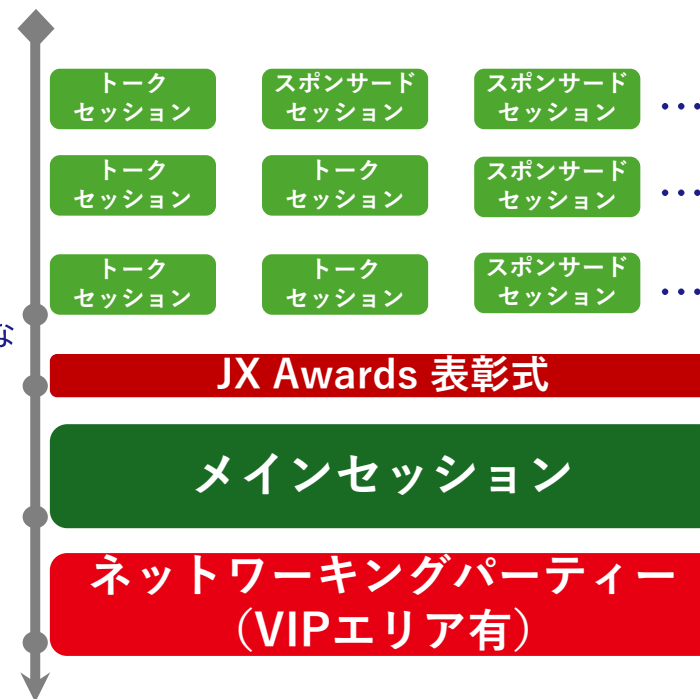 トーク
セッション
スポンサード
セッション
スポンサード
セッション
…
トーク
セッション
トーク
セッション
スポンサード
セッション
…
トーク
セッション
トーク
セッション
スポンサード
セッション
…
な
JX Awards 表彰式
メインセッション
ネットワーキングパーティー
（VIPエリア有）